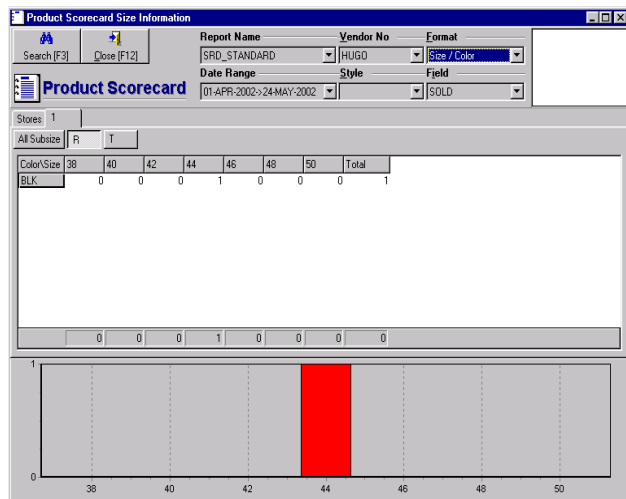 Product Scorecard Size Information
Report Name Vendor No Format
Search [F3] Close [F12] SRD_STANDARD HUGO Size / Color
Date Range Style Field
Product Scorecard 01-APR-2002->24-MAY-2002 SOLD
Stores 1
All Subsize R T
Color\Size 38 40 42 44 46 48 50 Total
BLK 0 0 0 1 0 0 0 1
0 0 0 1 0 0 0 0
1
0
38 40 42 44 46 48 50